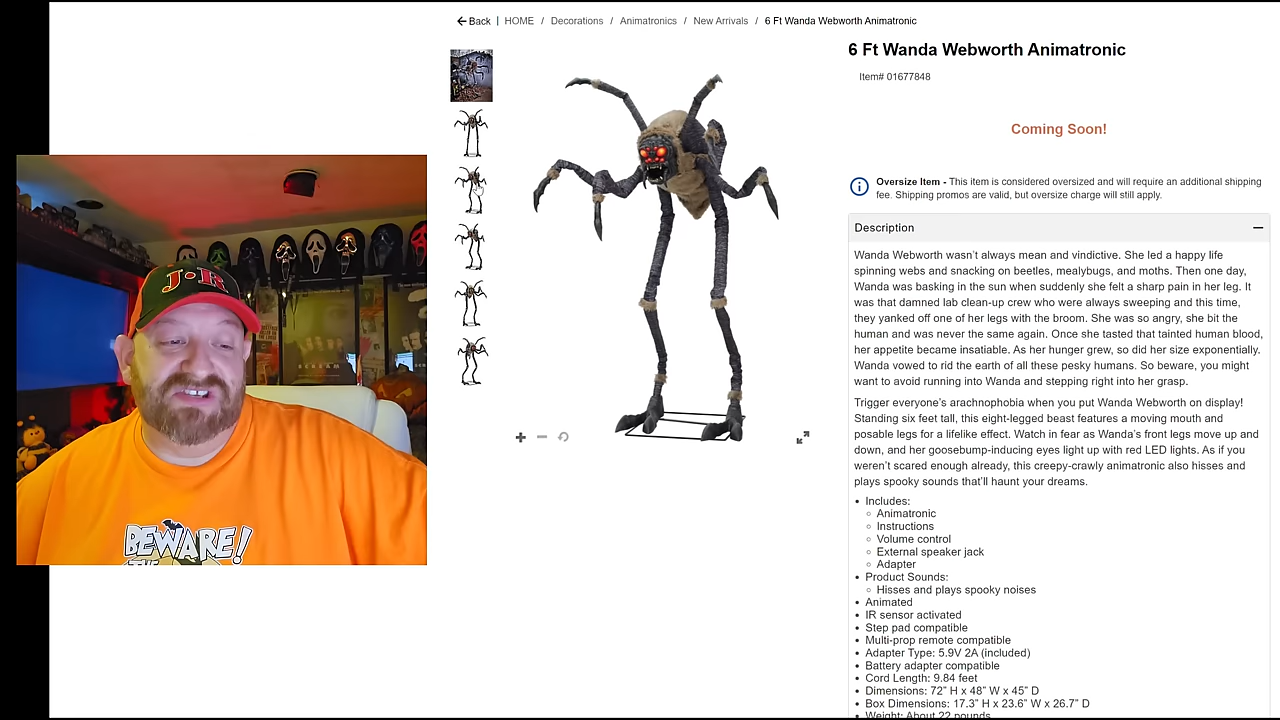 Back | HOME / Decorations / Animatronics / New Arrivals / 6 Ft Wanda Webworth Animatronic
6 Ft Wanda Webworth Animatronic
Item# 01677848
Coming Soon!
Oversize Item - This item is considered oversized and will require an additional shipping
fee. Shipping promos are valid, but oversize charge will still apply.
Description
Wanda Webworth wasn't always mean and vindictive. She led a happy life
spinning webs and snacking on beetles, mealybugs, and moths. Then one day,
Wanda was basking in the sun when suddenly she felt a sharp pain in her leg. It
was that damned lab clean-up crew who were always sweeping and this time,
they yanked off one of her legs with the broom. She was so angry, she bit the
human and was never the same again. Once she tasted that tainted human blood,
her appetite became insatiable. As her hunger grew, so did her size exponentially.
Wanda vowed to rid the earth of all these pesky humans. So beware, you might
want to avoid running into Wanda and stepping right into her grasp.
Trigger everyone's arachnophobia when you put Wanda Webworth on display!
Standing six feet tall, this eight-legged beast features a moving mouth and
posable legs for a lifelike effect. Watch in fear as Wanda's front legs move up and
down, and her goosebump-inducing eyes light up with red LED lights. As if you
weren't scared enough already, this creepy-crawly animatronic also hisses and
plays spooky sounds that'll haunt your dreams.
Includes:
Animatronic
Instructions
Volume control
External speaker jack
Adapter
Product Sounds:
Hisses and plays spooky noises
Animated
IR sensor activated
Step pad compatible
Multi-prop remote compatible
Adapter Type: 5.9V 2A (included)
Battery adapter compatible
Cord Length: 9.84 feet
Dimensions: 72" H x 48" W x 45" D
Box Dimensions: 17.3" H x 23.6" W x 26.7" D
Weight: About 22 pounds
J·R
SCREAM
BEWARE!
THE